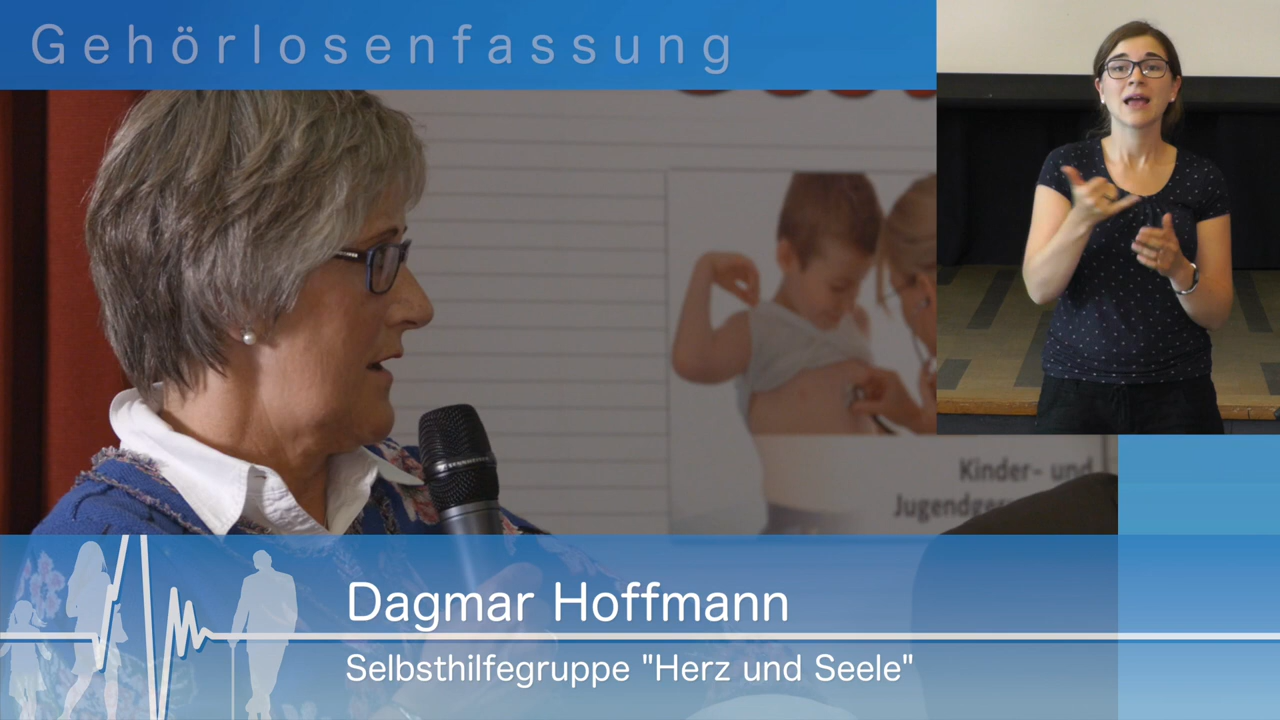 Gehörlosenfassung
Kinder- und
Dagmar Hoffmann
Selbsthilfegruppe "Herz und Seele"